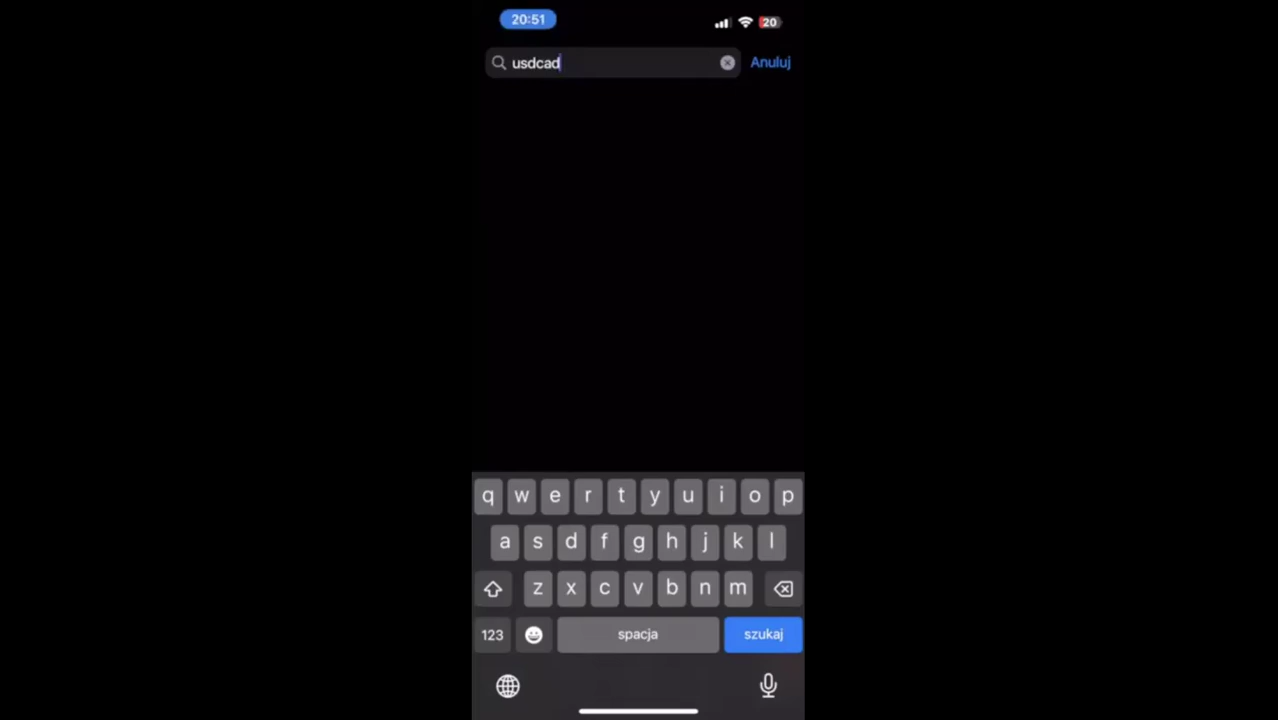 20:51
20
usdcad
Anuluj
q w e r t y u i o p
a s d f g h j k l
z x c v b n m
123
spacja
szukaj